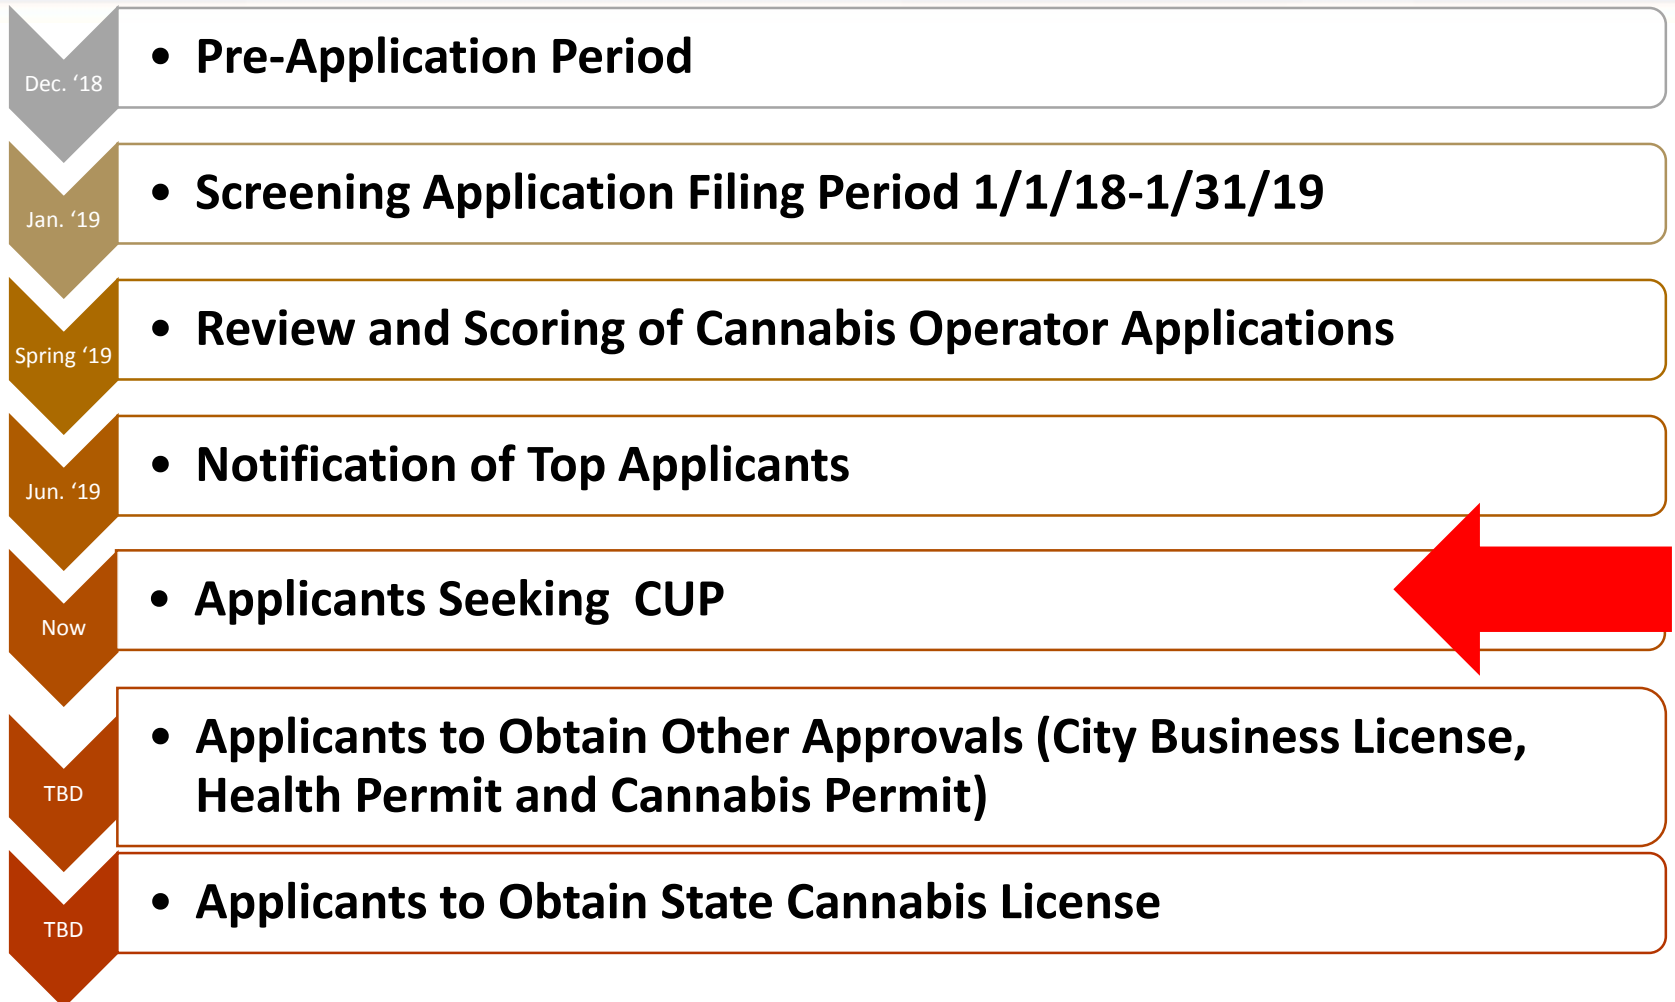 Dec. ‘18
• Pre-Application Period
Jan. ‘19
• Screening Application Filing Period 1/1/18-1/31/19
Spring ‘19
• Review and Scoring of Cannabis Operator Applications
Jun. ‘19
• Notification of Top Applicants
Now
• Applicants Seeking  CUP
TBD
• Applicants to Obtain Other Approvals (City Business License,
Health Permit and Cannabis Permit)
TBD
• Applicants to Obtain State Cannabis License